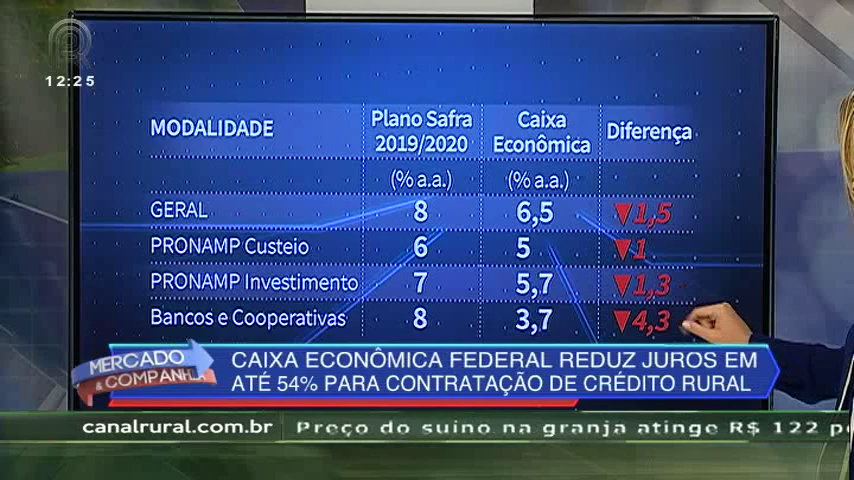 12:25
MODALIDADE Plano Safra 2019/2020 Caixa Econômica Diferença
(% a.a.) (% a.a.)
GERAL 8 6,5 ▼1,5
PRONAMP Custeio 6 5 ▼1
PRONAMP Investimento 7 5,7 ▼1,3
Bancos e Cooperativas 8 3,7 ▼4,3
MERCADO & COMPANHIA
CAIXA ECONÔMICA FEDERAL REDUZ JUROS EM
ATÉ 54% PARA CONTRATAÇÃO DE CRÉDITO RURAL
canalrural.com.br Preço do suino na granja atinge R$ 122 p